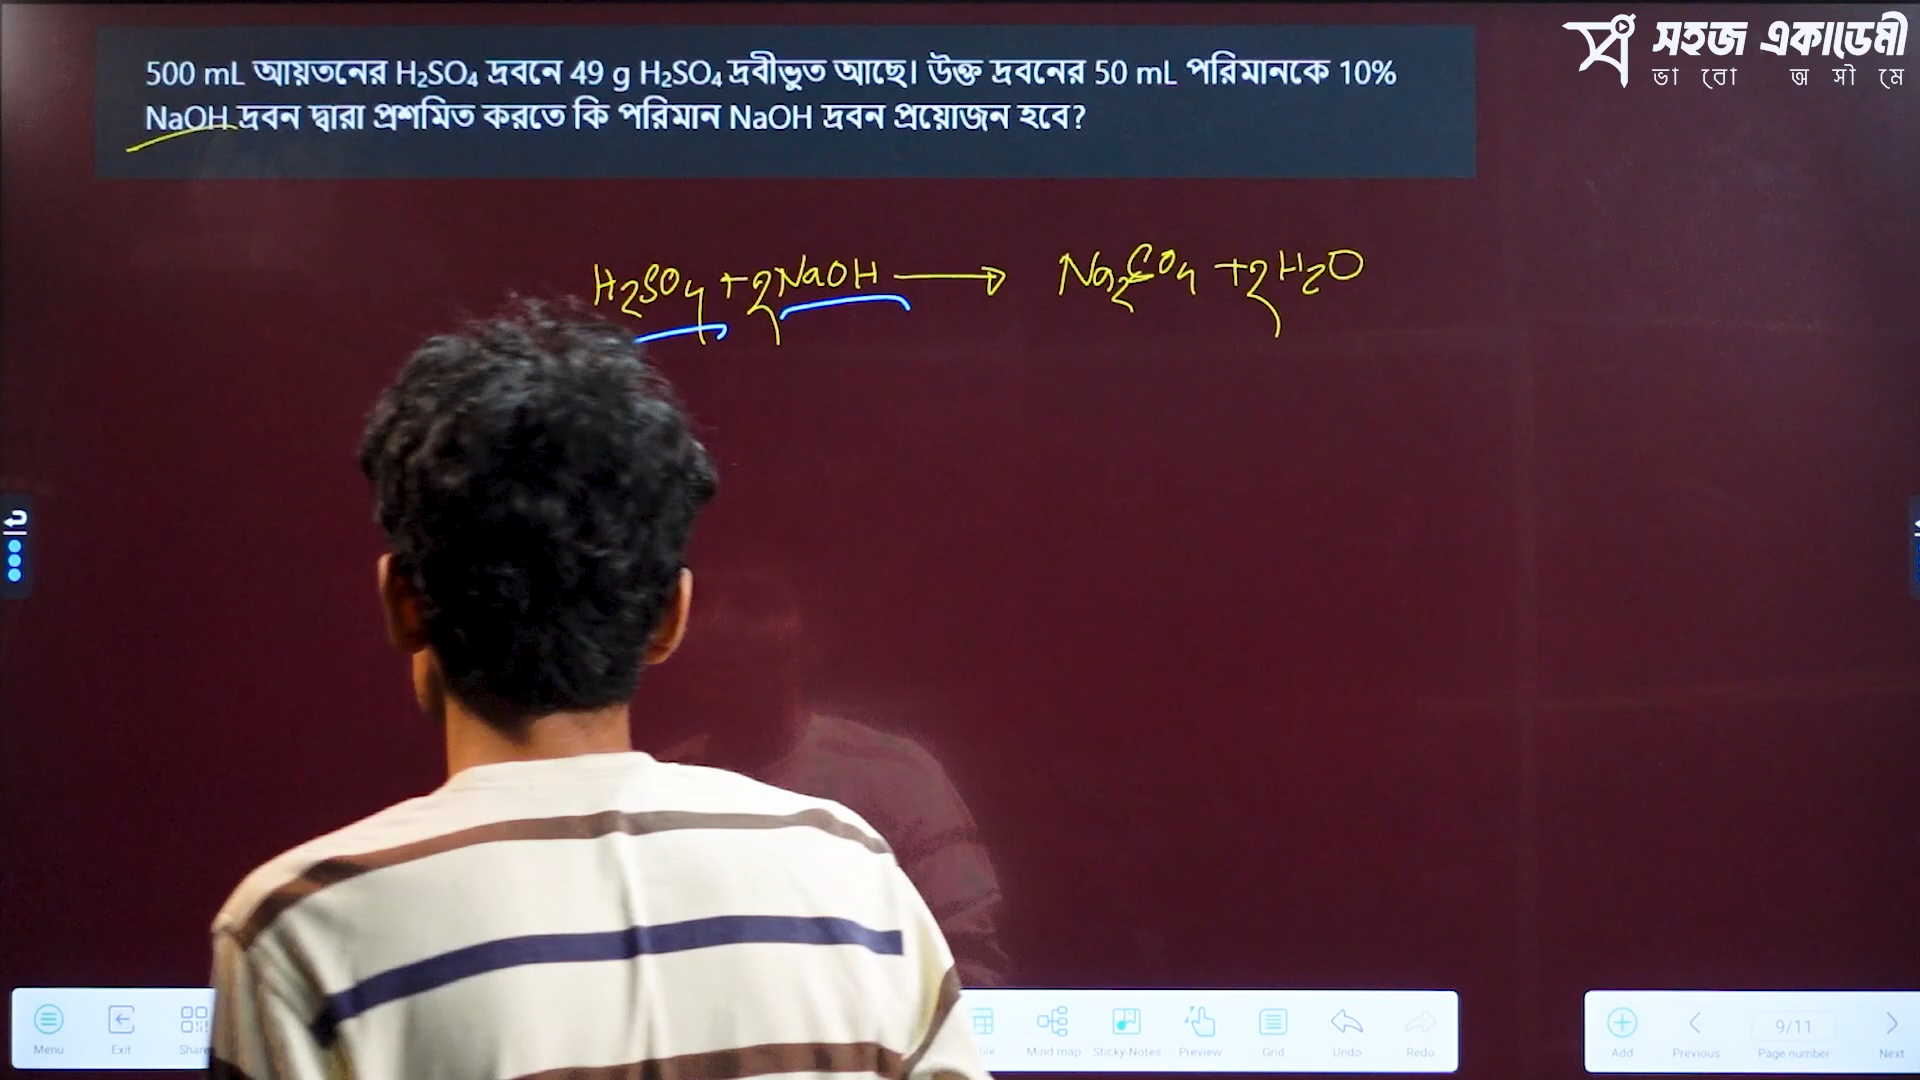 সহজ একাডেমী
ভাবো অসীমে
500 mL আয়তনের H₂SO₄ দ্রবনে 49 g H₂SO₄ দ্রবীভুত আছে। উক্ত দ্রবনের 50 mL পরিমানকে 10%
NaOH দ্রবন দ্বারা প্রশমিত করতে কি পরিমান NaOH দ্রবন প্রয়োজন হবে?
H₂SO₄ + 2NaOH → Na₂SO₄ + 2H₂O
Menu Exit Share Mind map Sticky Notes Preview Grid Undo Redo Add Previous 9/11 Page number Next